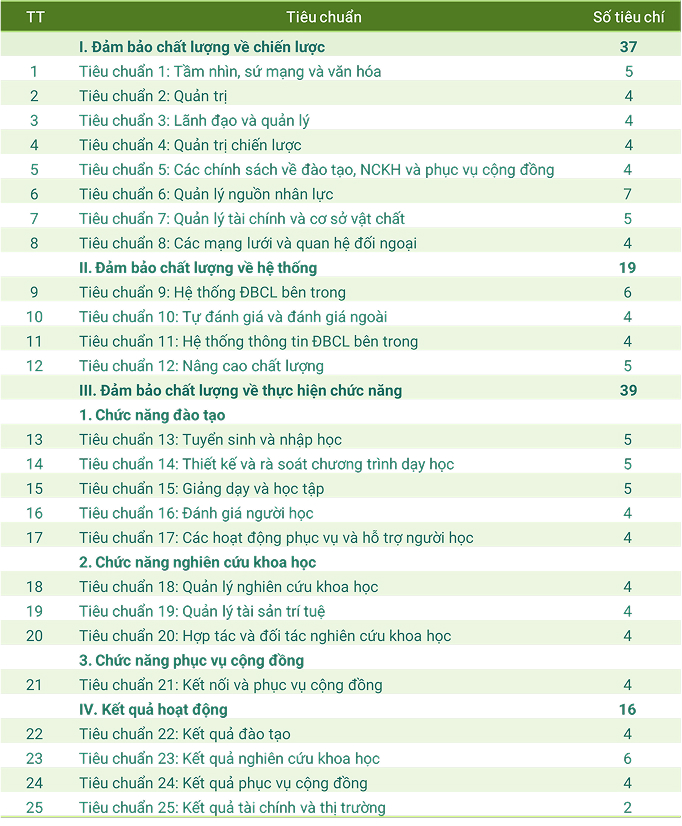 TT Tiêu chuẩn Số tiêu chí
I. Đảm bảo chất lượng về chiến lược 37
1 Tiêu chuẩn 1: Tầm nhìn, sứ mạng và văn hóa 5
2 Tiêu chuẩn 2: Quản trị 4
3 Tiêu chuẩn 3: Lãnh đạo và quản lý 4
4 Tiêu chuẩn 4: Quản trị chiến lược 4
5 Tiêu chuẩn 5: Các chính sách về đào tạo, NCKH và phục vụ cộng đồng 4
6 Tiêu chuẩn 6: Quản lý nguồn nhân lực 7
7 Tiêu chuẩn 7: Quản lý tài chính và cơ sở vật chất 5
8 Tiêu chuẩn 8: Các mạng lưới và quan hệ đối ngoại 4
II. Đảm bảo chất lượng về hệ thống 19
9 Tiêu chuẩn 9: Hệ thống ĐBCL bên trong 6
10 Tiêu chuẩn 10: Tự đánh giá và đánh giá ngoài 4
11 Tiêu chuẩn 11: Hệ thống thông tin ĐBCL bên trong 4
12 Tiêu chuẩn 12: Nâng cao chất lượng 5
III. Đảm bảo chất lượng về thực hiện chức năng 39
1. Chức năng đào tạo
13 Tiêu chuẩn 13: Tuyển sinh và nhập học 5
14 Tiêu chuẩn 14: Thiết kế và rà soát chương trình dạy học 5
15 Tiêu chuẩn 15: Giảng dạy và học tập 5
16 Tiêu chuẩn 16: Đánh giá người học 4
17 Tiêu chuẩn 17: Các hoạt động phục vụ và hỗ trợ người học 4
2. Chức năng nghiên cứu khoa học
18 Tiêu chuẩn 18: Quản lý nghiên cứu khoa học 4
19 Tiêu chuẩn 19: Quản lý tài sản trí tuệ 4
20 Tiêu chuẩn 20: Hợp tác và đối tác nghiên cứu khoa học 4
3. Chức năng phục vụ cộng đồng
21 Tiêu chuẩn 21: Kết nối và phục vụ cộng đồng 4
IV. Kết quả hoạt động 16
22 Tiêu chuẩn 22: Kết quả đào tạo 4
23 Tiêu chuẩn 23: Kết quả nghiên cứu khoa học 6
24 Tiêu chuẩn 24: Kết quả phục vụ cộng đồng 4
25 Tiêu chuẩn 25: Kết quả tài chính và thị trường 2